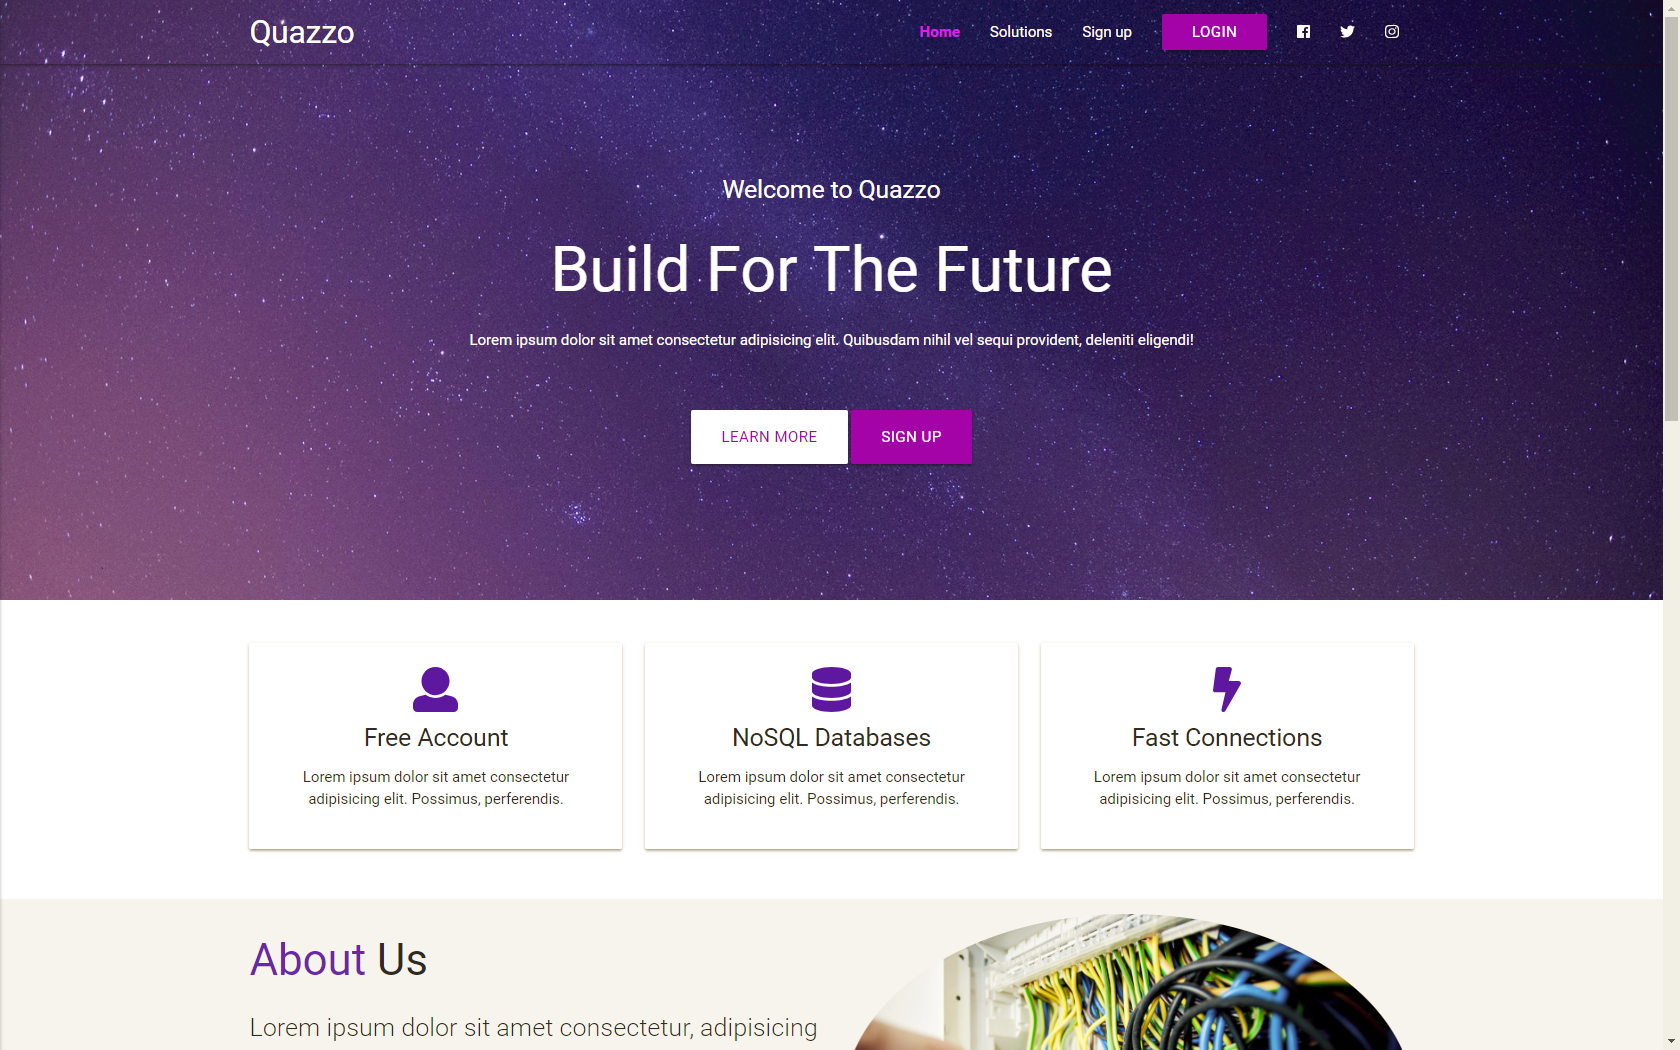 Quazzo
Home Solutions Sign up LOGIN
Welcome to Quazzo
Build For The Future
Lorem ipsum dolor sit amet consectetur adipisicing elit. Quibusdam nihil vel sequi provident, deleniti eligendi!
LEARN MORE SIGN UP
Free Account
Lorem ipsum dolor sit amet consectetur
adipisicing elit. Possimus, perferendis.
NoSQL Databases
Lorem ipsum dolor sit amet consectetur
adipisicing elit. Possimus, perferendis.
Fast Connections
Lorem ipsum dolor sit amet consectetur
adipisicing elit. Possimus, perferendis.
About Us
Lorem ipsum dolor sit amet consectetur, adipisicing